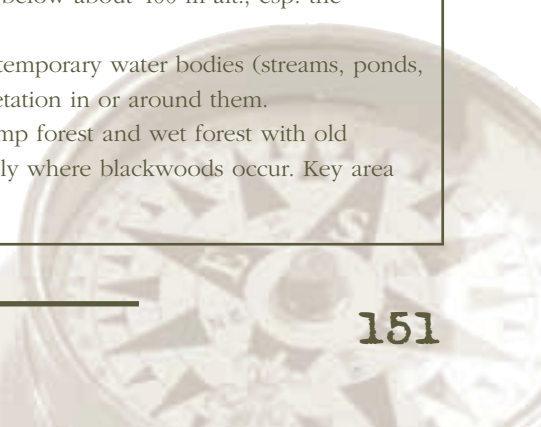 below about 400 m alt., esp. the
temporary water bodies (streams, ponds,
etation in or around them.
mp forest and wet forest with old
ly where blackwoods occur. Key area
E S
151